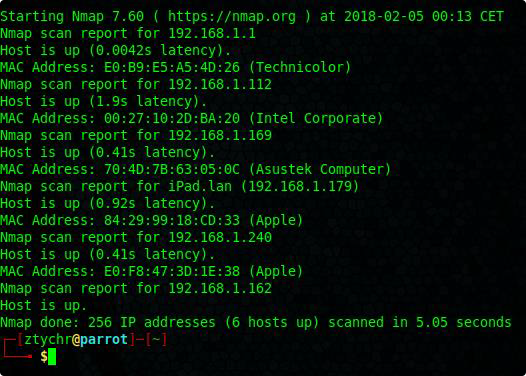 Starting Nmap 7.60 ( https://nmap.org ) at 2018-02-05 00:13 CET
Nmap scan report for 192.168.1.1
Host is up (0.0042s latency).
MAC Address: E0:B9:E5:A5:4D:26 (Technicolor)
Nmap scan report for 192.168.1.112
Host is up (1.9s latency).
MAC Address: 00:27:10:2D:BA:20 (Intel Corporate)
Nmap scan report for 192.168.1.169
Host is up (0.41s latency).
MAC Address: 70:4D:7B:63:05:0C (Asustek Computer)
Nmap scan report for iPad.lan (192.168.1.179)
Host is up (0.92s latency).
MAC Address: 84:29:99:18:CD:33 (Apple)
Nmap scan report for 192.168.1.240
Host is up (0.41s latency).
MAC Address: E0:F8:47:3D:1E:38 (Apple)
Nmap scan report for 192.168.1.162
Host is up.
Nmap done: 256 IP addresses (6 hosts up) scanned in 5.05 seconds
┌─[ztychr@parrot]─[~]
└──╼ $